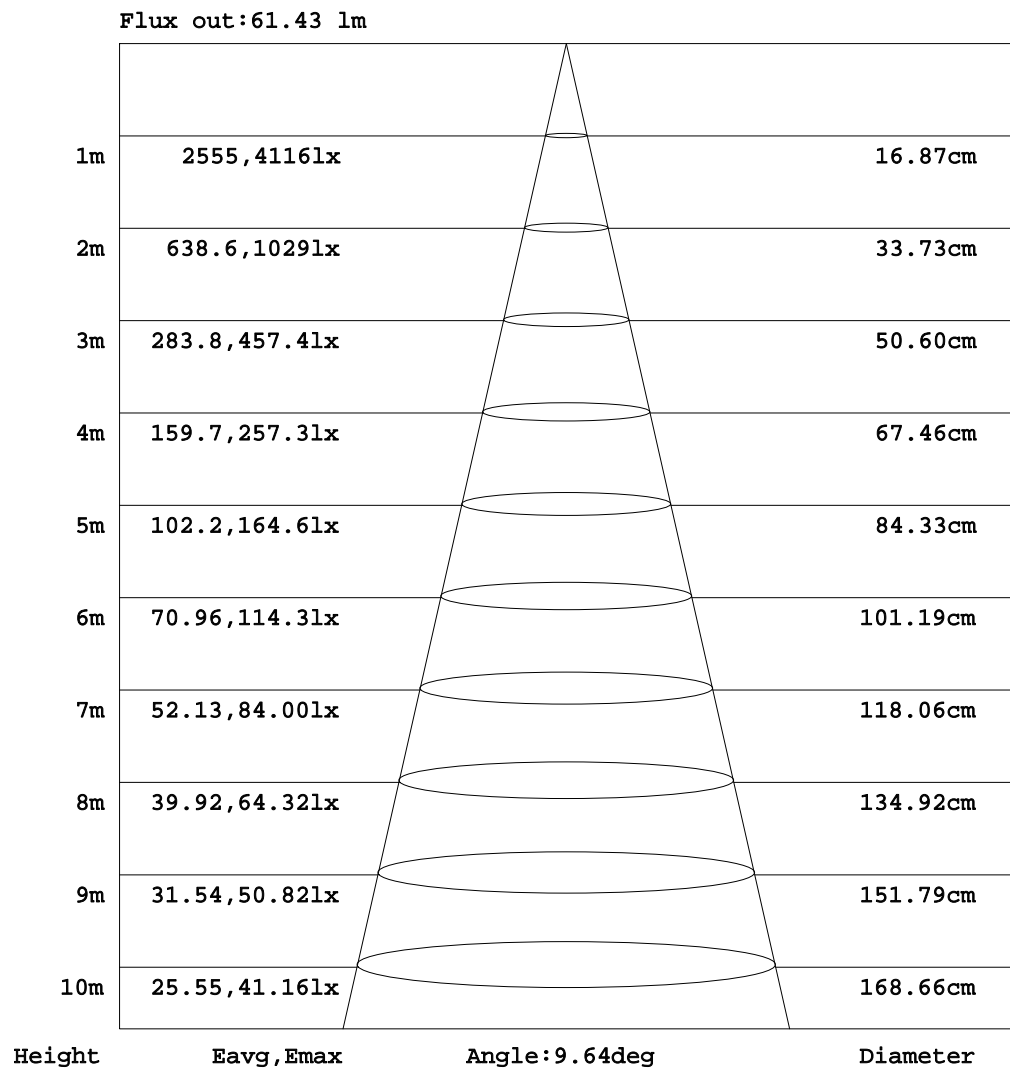 Flux out:61.43 lm
1m 2555,4116lx 16.87cm
2m 638.6,1029lx 33.73cm
3m 283.8,457.4lx 50.60cm
4m 159.7,257.3lx 67.46cm
5m 102.2,164.6lx 84.33cm
6m 70.96,114.3lx 101.19cm
7m 52.13,84.00lx 118.06cm
8m 39.92,64.32lx 134.92cm
9m 31.54,50.82lx 151.79cm
10m 25.55,41.16lx 168.66cm
Height Eavg,Emax Angle:9.64deg Diameter